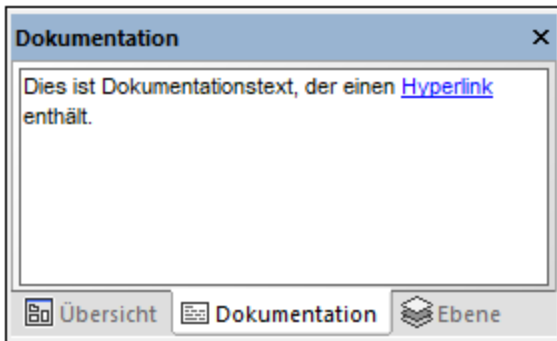 Dokumentation
Dies ist Dokumentationstext, der einen Hyperlink
enthält.
Übersicht Dokumentation Ebene